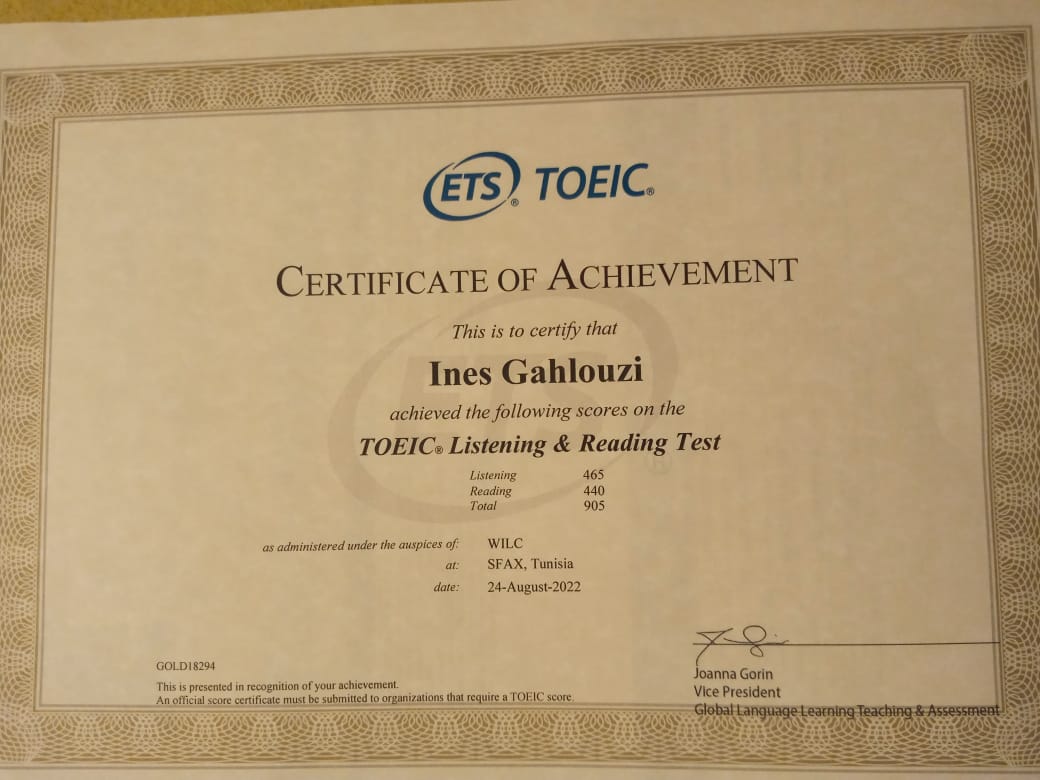 ETS® TOEIC®
CERTIFICATE OF ACHIEVEMENT
This is to certify that
Ines Gahlouzi
achieved the following scores on the
TOEIC® Listening & Reading Test
Listening 465
Reading 440
Total 905
as administered under the auspices of: WILC
at: SFAX, Tunisia
date: 24-August-2022
GOLD18294
This is presented in recognition of your achievement.
An official score certificate must be submitted to organizations that require a TOEIC score.
Joanna Gorin
Vice President
Global Language Learning Teaching & Assessment